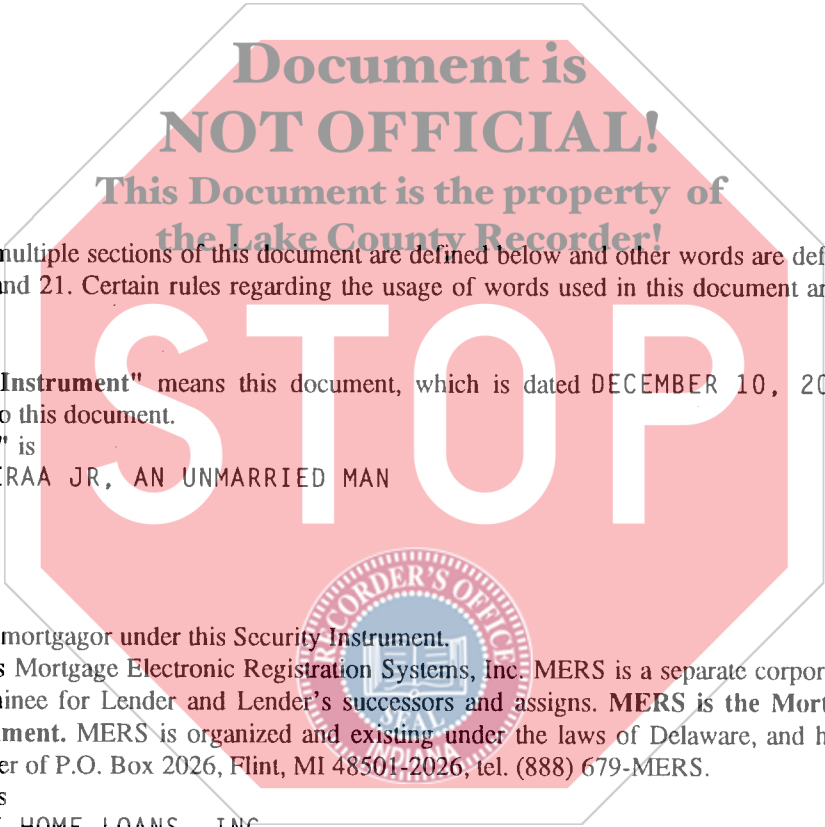 Document is
NOT OFFICIAL!
This Document is the property of
the Lake County Recorder!
multiple sections of this document are defined below and other words are def
and 21. Certain rules regarding the usage of words used in this document ar
STOP
Instrument" means this document, which is dated DECEMBER 10, 20
o this document.
" is
ERAA JR, AN UNMARRIED MAN
RECORDER'S OFFICE
SEAL
INDIANA
mortgagor under this Security Instrument.
s Mortgage Electronic Registration Systems, Inc. MERS is a separate corpor
inee for Lender and Lender's successors and assigns. MERS is the Mort
ment. MERS is organized and existing under the laws of Delaware, and h
er of P.O. Box 2026, Flint, MI 48501-2026, tel. (888) 679-MERS.
s
HOME LOANS, INC